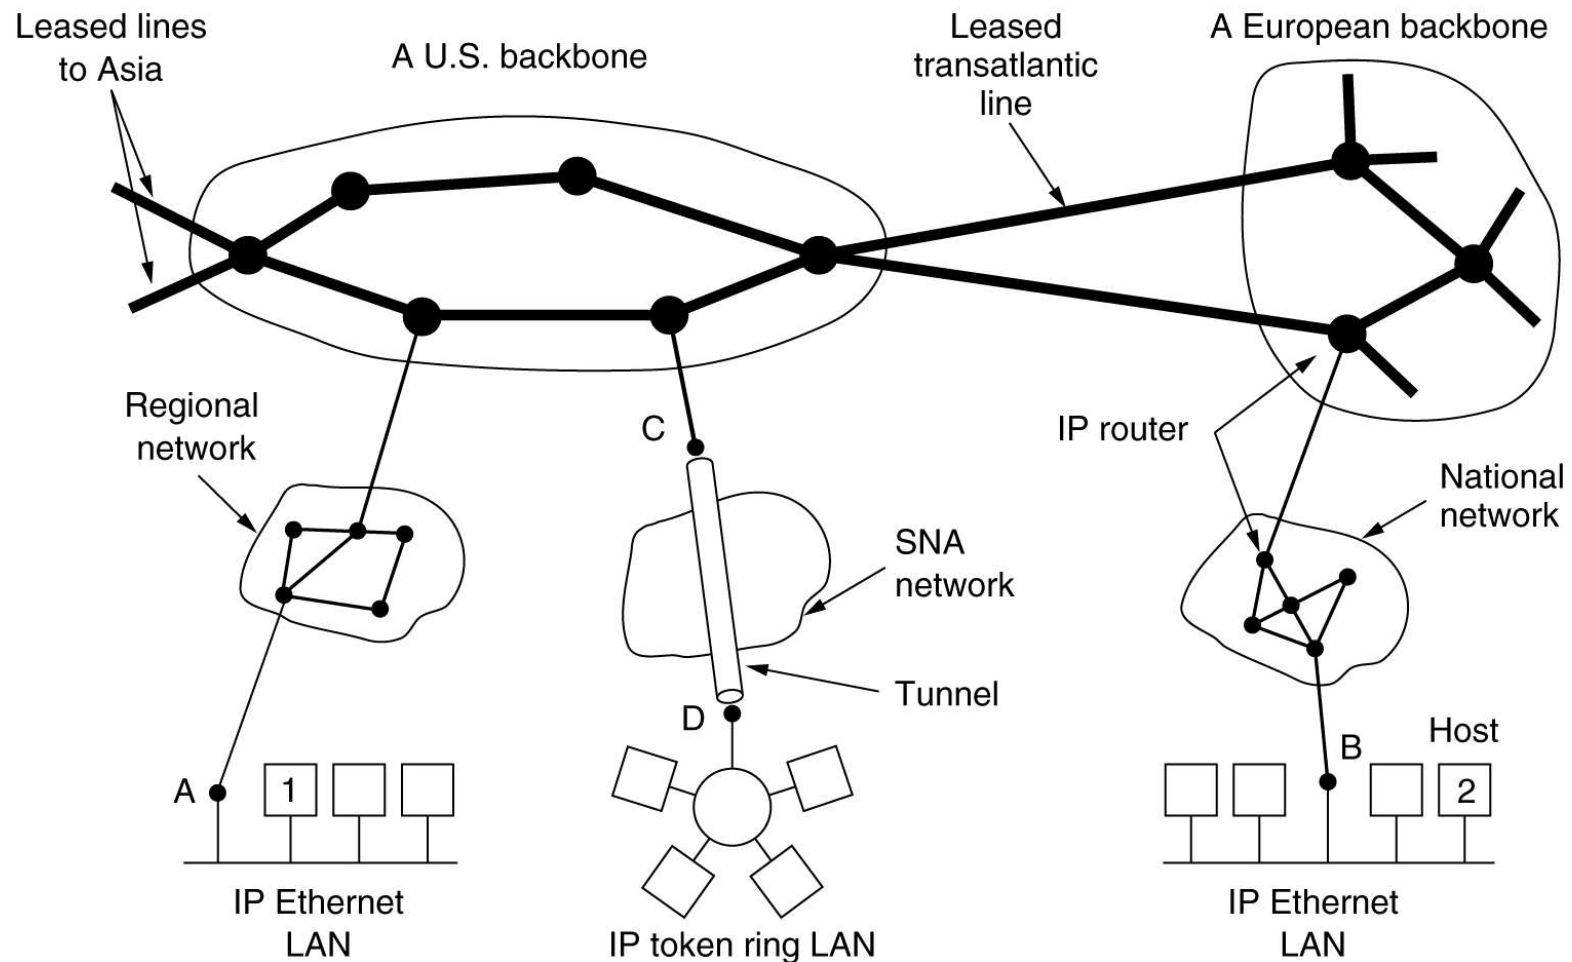 Leased lines
to Asia
A U.S. backbone
Leased
transatlantic
line
A European backbone
Regional
network
C
IP router
National
network
SNA
network
Tunnel
D
A
1
B
Host
2
IP Ethernet
LAN
IP token ring LAN
IP Ethernet
LAN